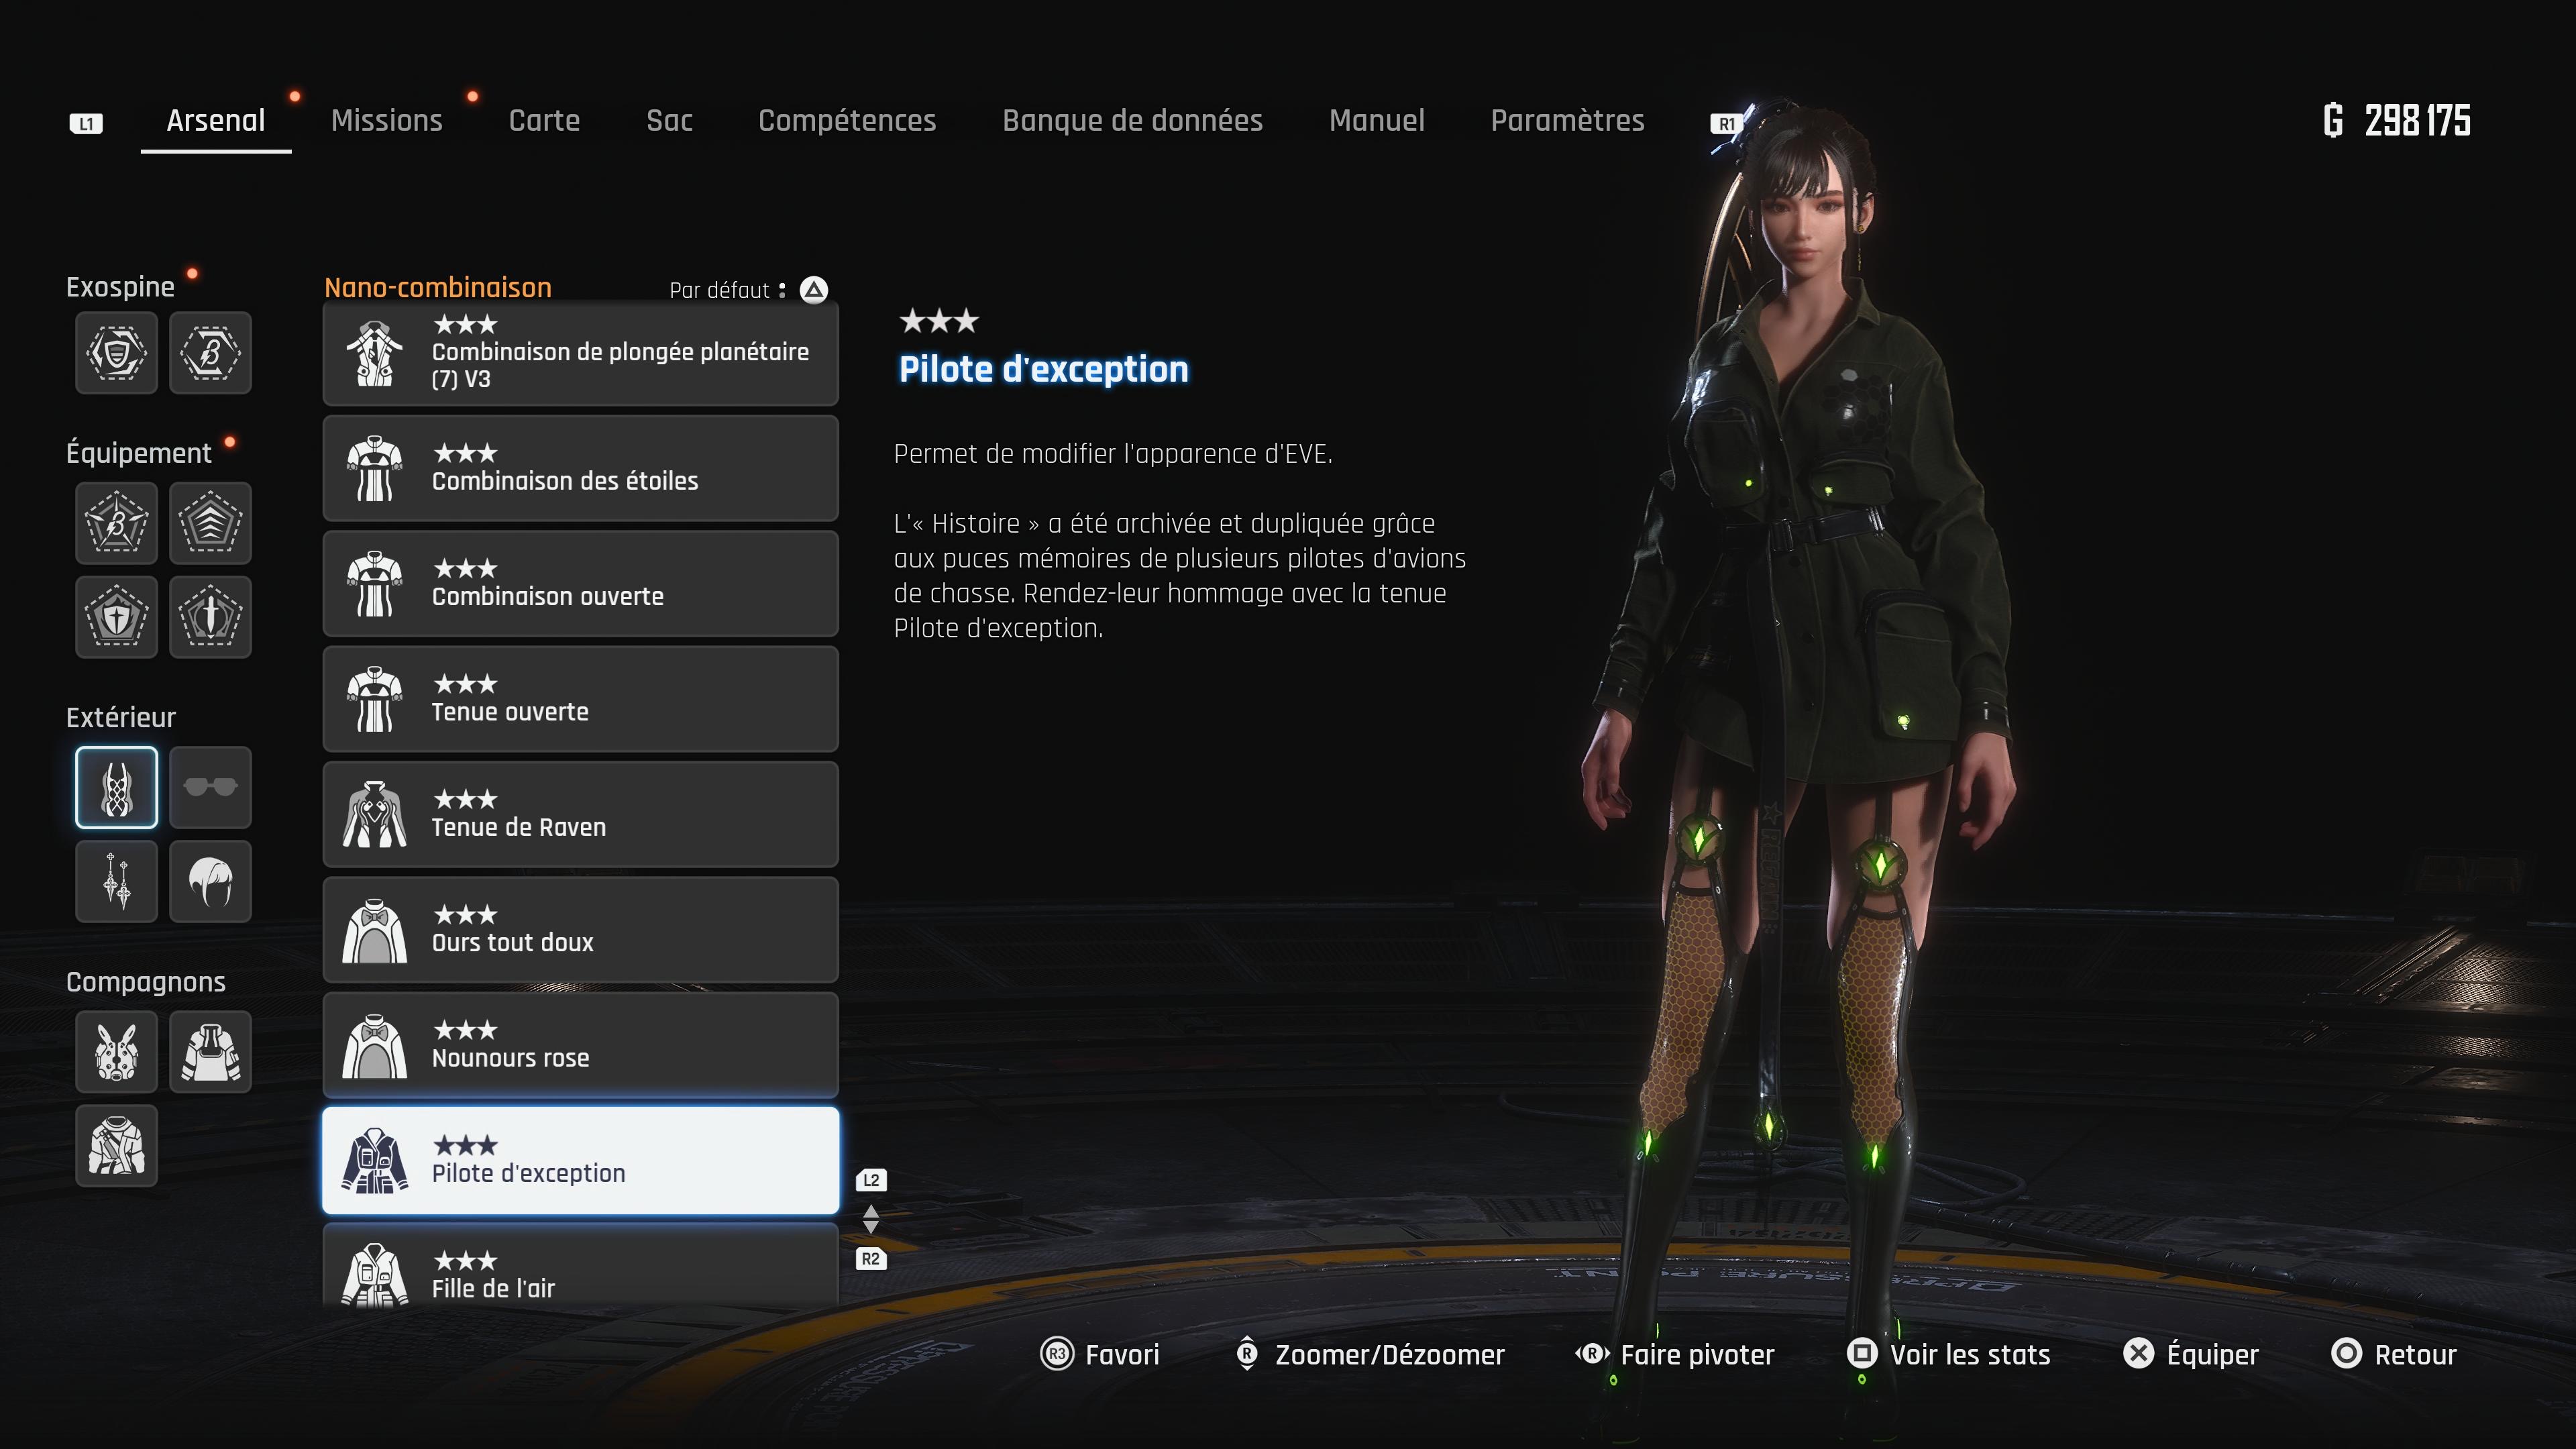 L1 Arsenal Missions Carte Sac Compétences Banque de données Manuel Paramètres R1
298 175
Exospine
Équipement
Extérieur
Compagnons
Nano-combinaison Par défaut :
Combinaison de plongée planétaire
(7) V3
Combinaison des étoiles
Combinaison ouverte
Tenue ouverte
Tenue de Raven
Ours tout doux
Nounours rose
Pilote d'exception
Fille de l'air
L2
R2
Pilote d'exception
Permet de modifier l'apparence d'EVE.
L'« Histoire » a été archivée et dupliquée grâce
aux puces mémoires de plusieurs pilotes d'avions
de chasse. Rendez-leur hommage avec la tenue
Pilote d'exception.
R3 Favori R Zoomer/Dézoomer R Faire pivoter Voir les stats Équiper Retour